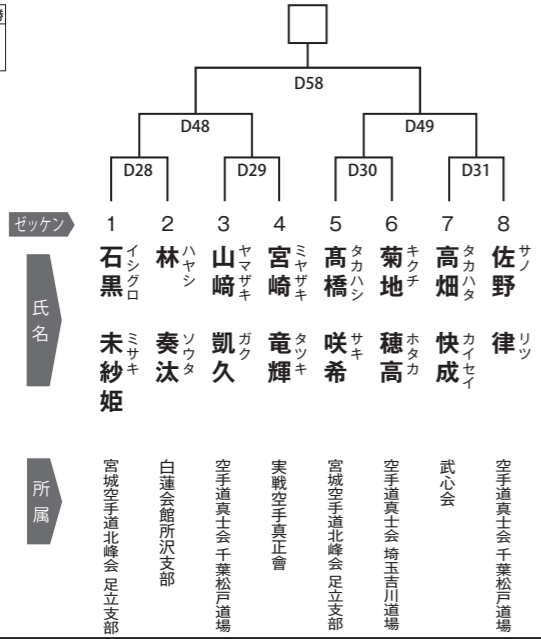 勝
D58
D48
D49
D28
D29
D30
D31
ゼッケン
1
2
3
4
5
6
7
8
氏名
石黒 イシグロ
未紗姫 ミサキ
林 ハヤシ
奏汰 ソウタ
山﨑 ヤマザキ
凱久 ガク
宮崎 ミヤザキ
竜輝 タツキ
髙橋 タカハシ
咲希 サキ
菊地 キクチ
穂高 ホタカ
高畑 タカハタ
快成 カイセイ
佐野 サノ
律 リツ
所属
宮城空手道北峰会 足立支部
白蓮会館所沢支部
空手道真士会 千葉松戸道場
実戦空手真正會
宮城空手道北峰会 足立支部
空手道真士会 埼玉吉川道場
武心会
空手道真士会 千葉松戸道場